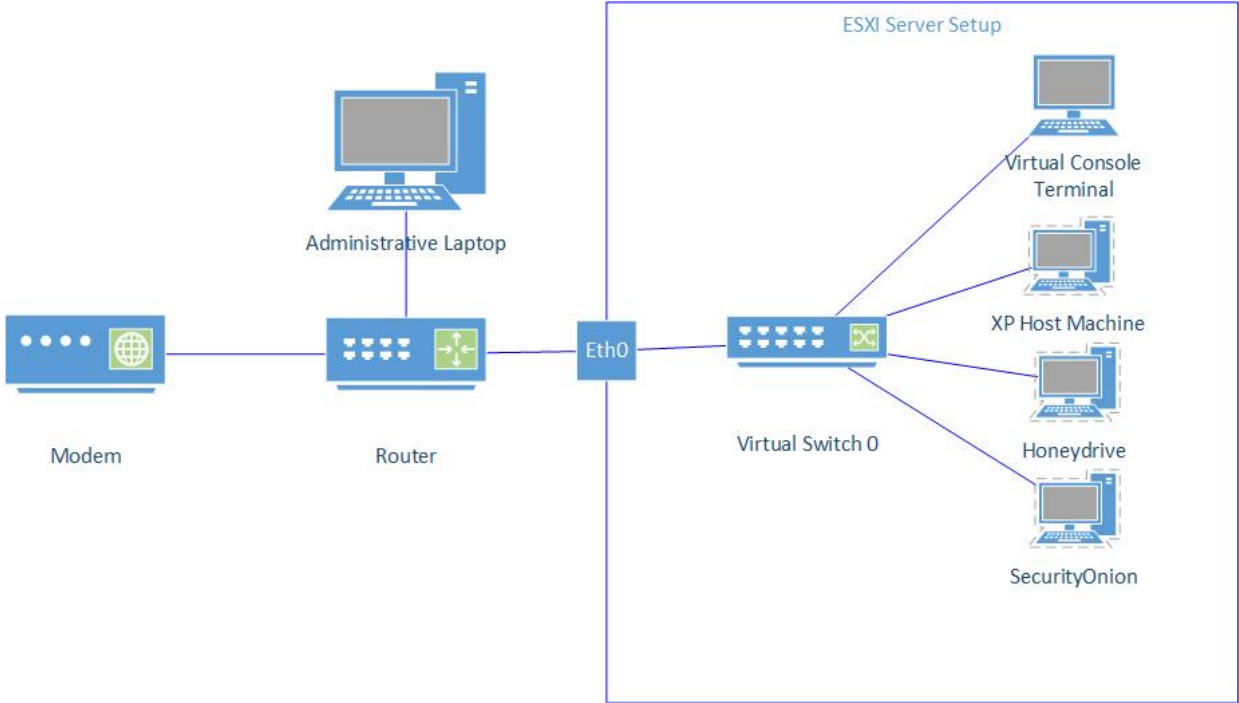 ESXI Server Setup
Virtual Console
Terminal
Administrative Laptop
XP Host Machine
Eth0
Modem
Router
Virtual Switch 0
Honeydrive
SecurityOnion